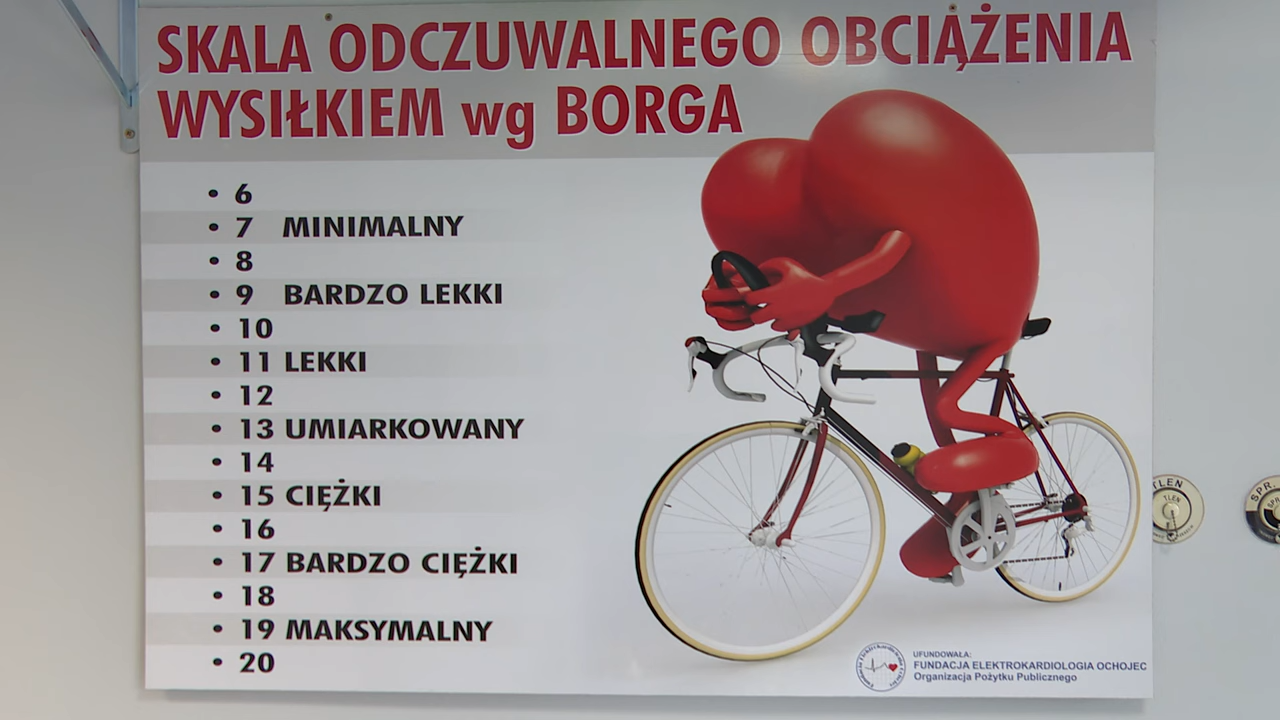 SKALA ODCZUWALNEGO OBCIĄŻENIA
WYSIŁKIEM wg BORGA
• 6
• 7 MINIMALNY
• 8
• 9 BARDZO LEKKI
• 10
• 11 LEKKI
• 12
• 13 UMIARKOWANY
• 14
• 15 CIĘŻKI
• 16
• 17 BARDZO CIĘŻKI
• 18
• 19 MAKSYMALNY
• 20
UFUNDOWAŁA:
FUNDACJA ELEKTROKARDIOLOGIA OCHOJEC
Organizacja Pożytku Publicznego
TLEN
TLEN
SPR.